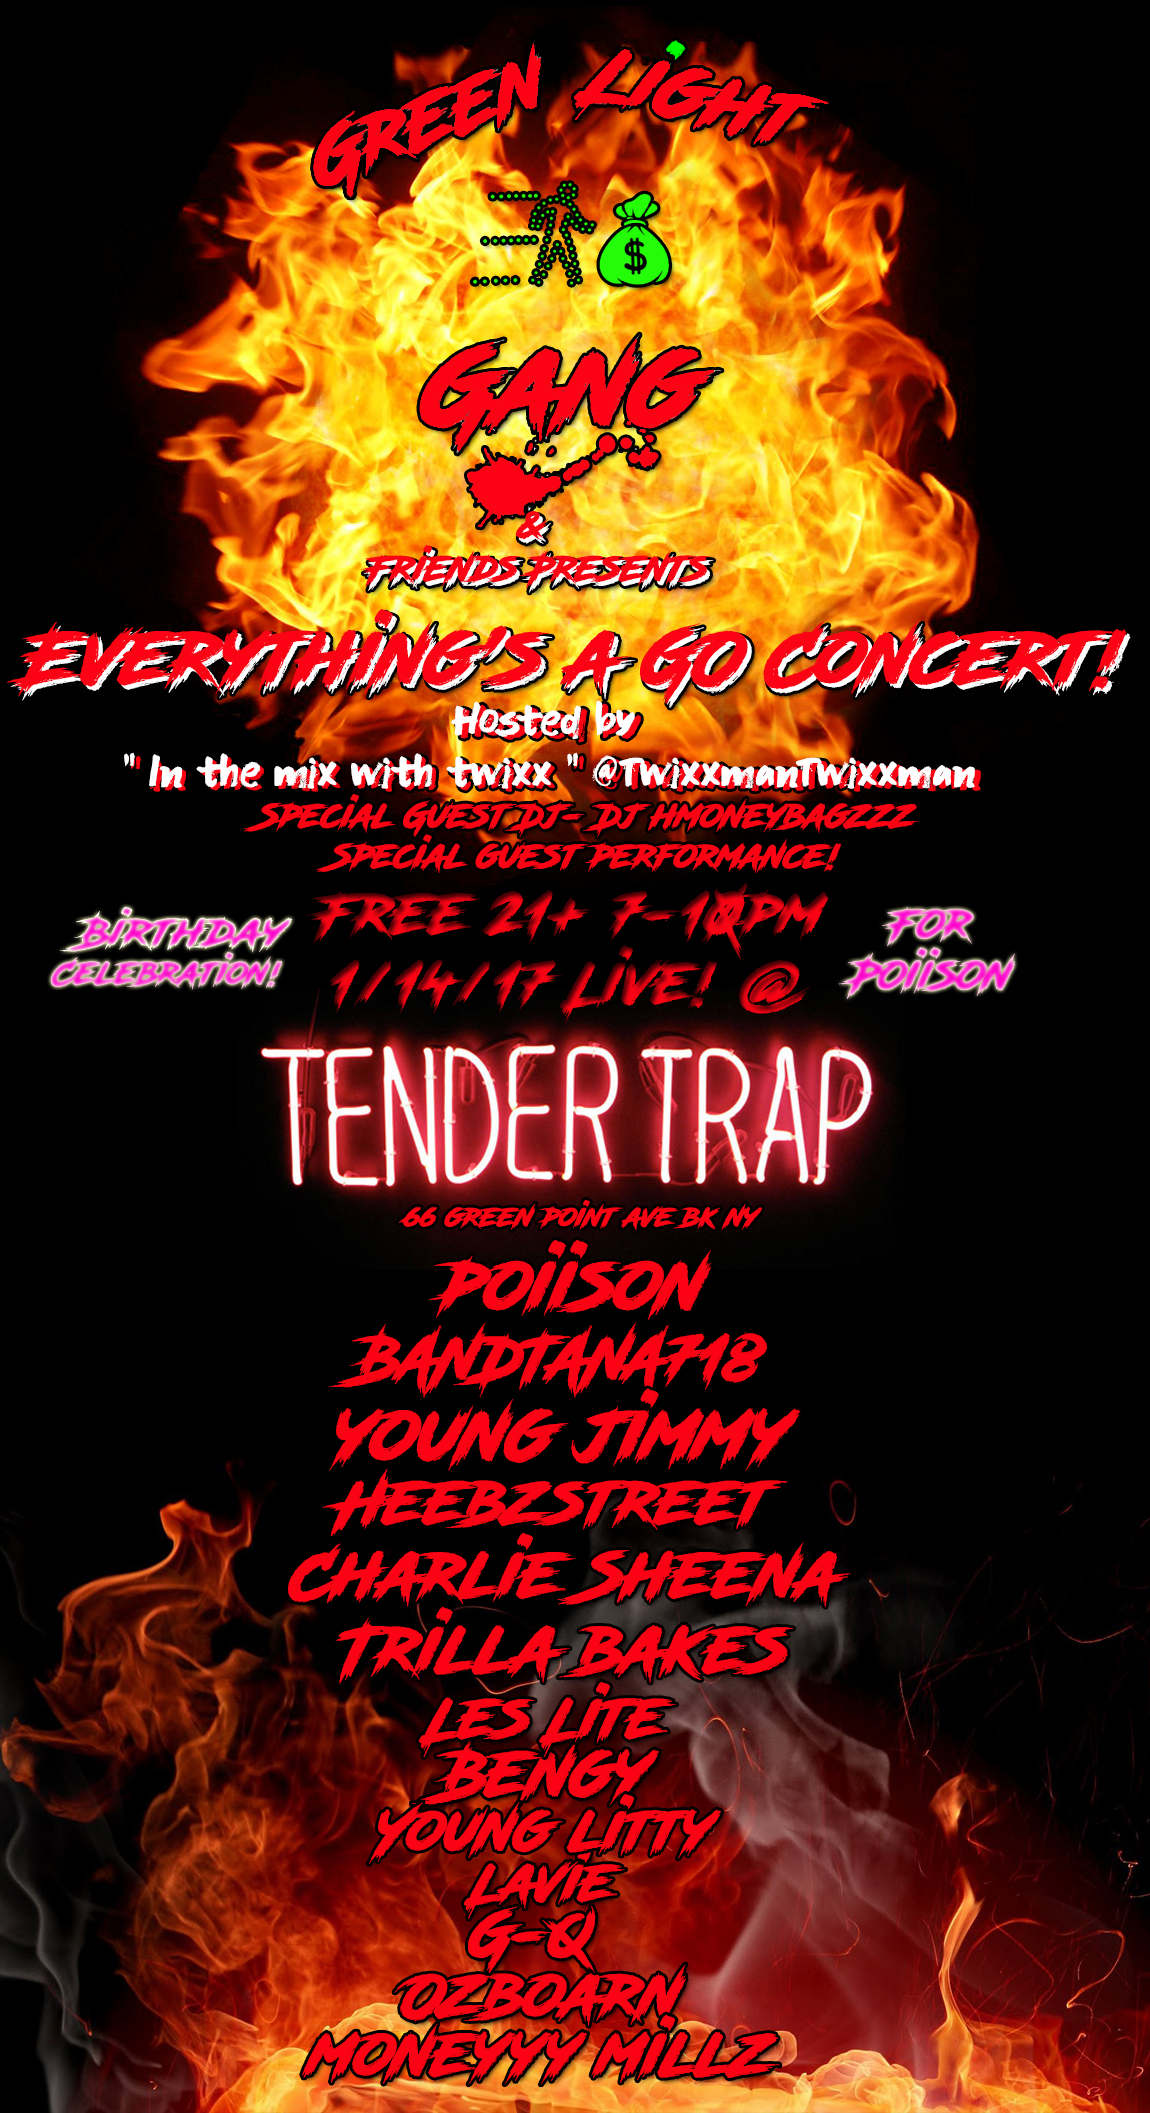 GREEN LIGHT
$
GANG
&
FRIENDS PRESENTS
EVERYTHING'S A GO CONCERT!
Hosted by
" In the mix with twixx " @TwixxmanTwixxman
SPECIAL GUEST DJ- DJ HMONEYBAGZZZ
SPECIAL GUEST PERFORMANCE!
BIRTHDAY
CELEBRATION!
FREE 21+ 7-10PM
1/14/17 LIVE! @
FOR
POIISON
TENDER TRAP
66 GREEN POINT AVE BK NY
POIISON
BANDTANA718
YOUNG JIMMY
HEEBZSTREET
CHARLIE SHEENA
TRILLA BAKES
LES LITE
BENGY
YOUNG LITTY
LAVIE
G-Q
OZBOARN
MONEYYY MILLZ